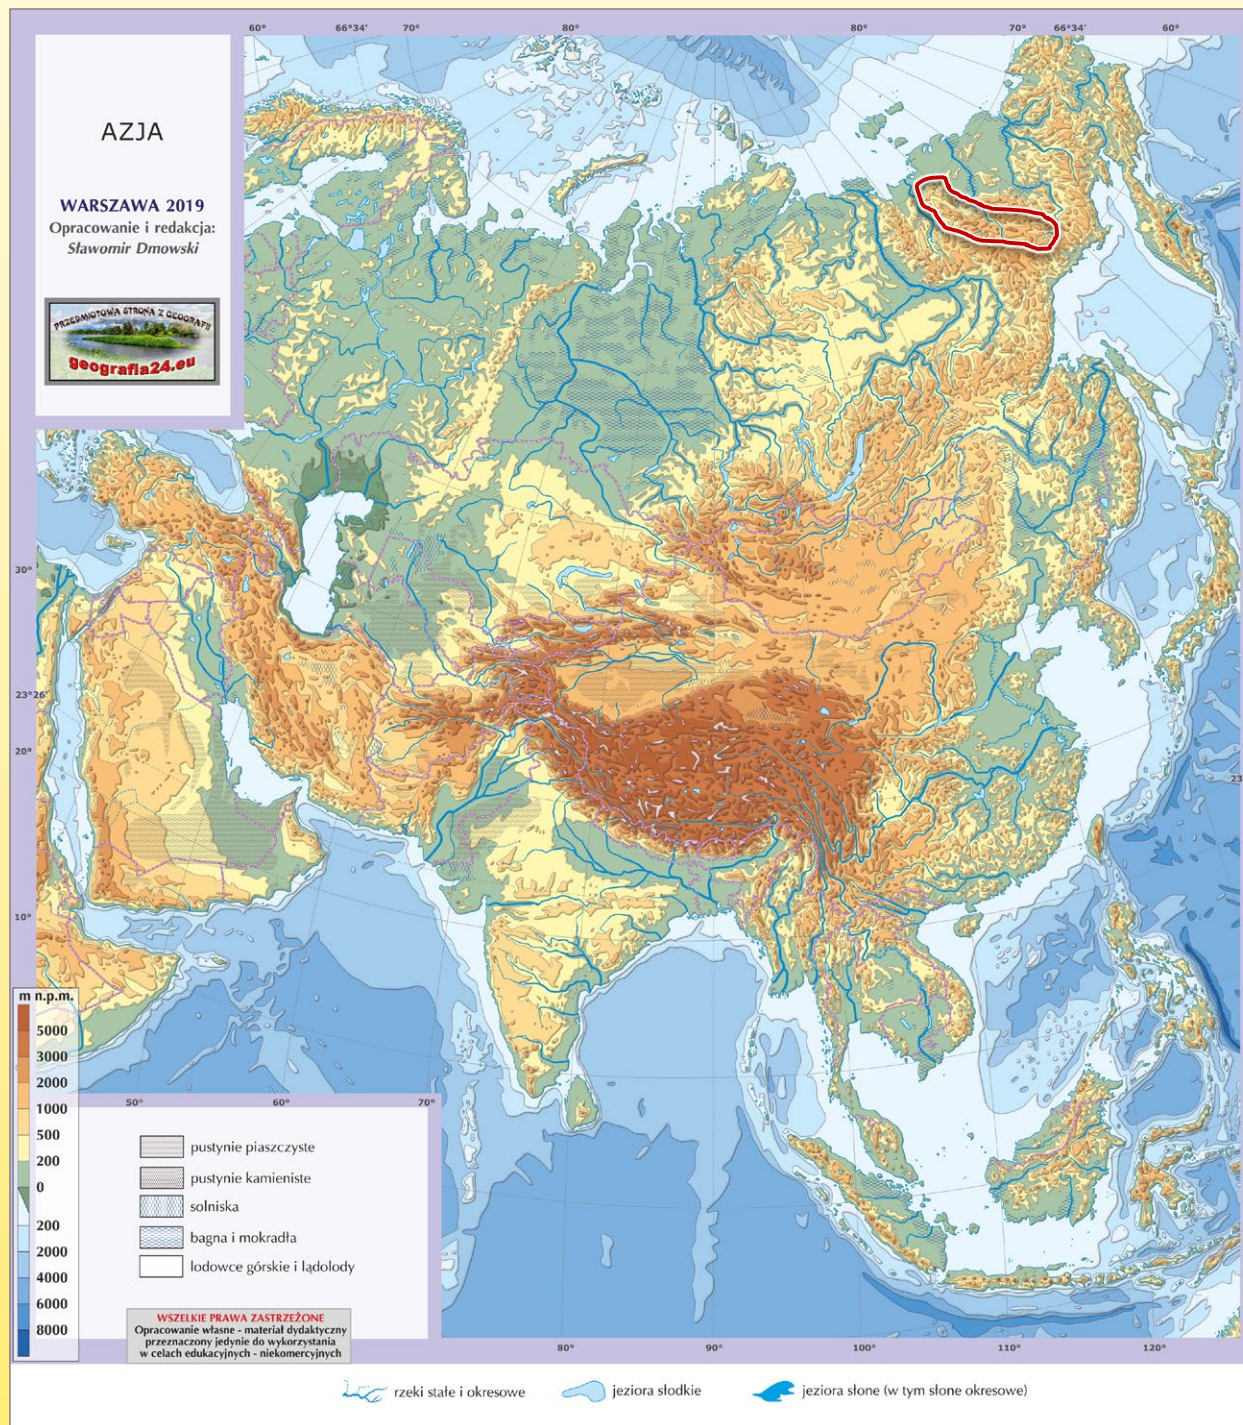 60° 66°34' 70° 80° 80° 70° 66°34' 60°
AZJA
WARSZAWA 2019
Opracowanie i redakcja:
Sławomir Dmowski
PRZEDMIOTOWA STRONA Z GEOGRAFII
geografia24.eu
30°
23°26'
20°
23
10°
m n.p.m.
5000
3000
2000
1000
500
200
0
200
2000
4000
6000
8000
50° 60° 70°
pustynie piaszczyste
pustynie kamieniste
solniska
bagna i mokradła
lodowce górskie i lądolody
WSZELKIE PRAWA ZASTRZEŻONE
Opracowanie własne - materiał dydaktyczny
przeznaczony jedynie do wykorzystania
w celach edukacyjnych - niekomercyjnych
80° 90° 100° 110° 120°
rzeki stałe i okresowe
jeziora słodkie
jeziora słone (w tym słone okresowe)